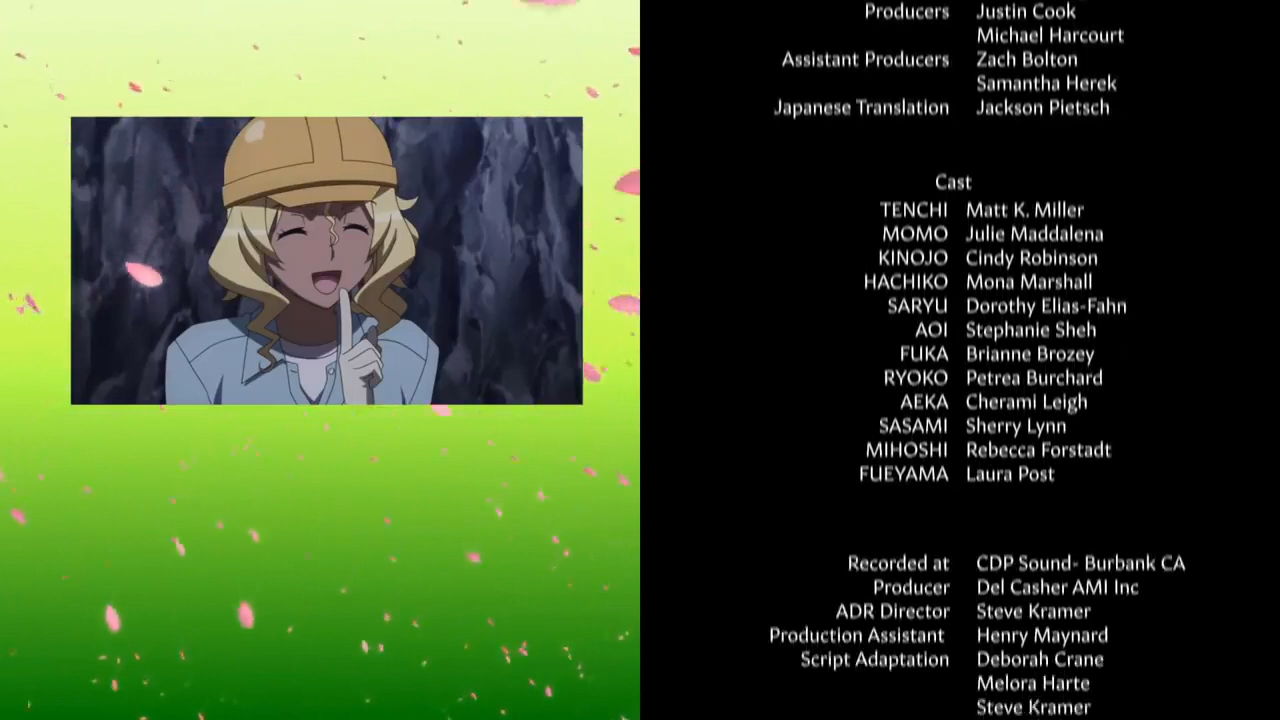 Producers Justin Cook
Michael Harcourt
Assistant Producers Zach Bolton
Samantha Herek
Japanese Translation Jackson Pietsch
Cast
TENCHI Matt K. Miller
MOMO Julie Maddalena
KINOJO Cindy Robinson
HACHIKO Mona Marshall
SARYU Dorothy Elias-Fahn
AOI Stephanie Sheh
FUKA Brianne Brozey
RYOKO Petrea Burchard
AEKA Cherami Leigh
SASAMI Sherry Lynn
MIHOSHI Rebecca Forstadt
FUEYAMA Laura Post
Recorded at CDP Sound- Burbank CA
Producer Del Casher AMI Inc
ADR Director Steve Kramer
Production Assistant Henry Maynard
Script Adaptation Deborah Crane
Melora Harte
Steve Kramer